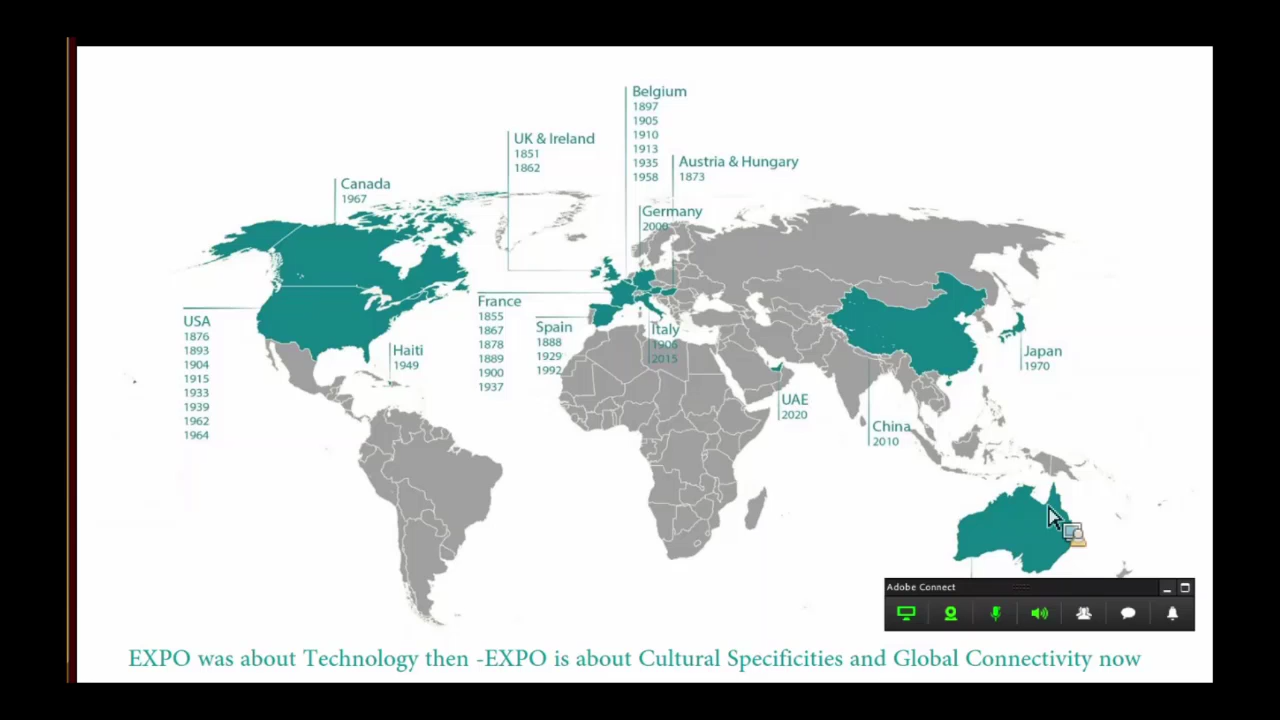 Belgium
1897
1905
1910
1913
1935
1958
UK & Ireland
1851
1862
Austria & Hungary
1873
Canada
1967
Germany
2000
USA
1876
1893
1904
1915
1933
1939
1962
1964
Haiti
1949
France
1855
1867
1878
1889
1900
1937
Spain
1888
1929
1992
Italy
1906
2015
UAE
2020
China
2010
Japan
1970
Adobe Connect
EXPO was about Technology then -EXPO is about Cultural Specificities and Global Connectivity now